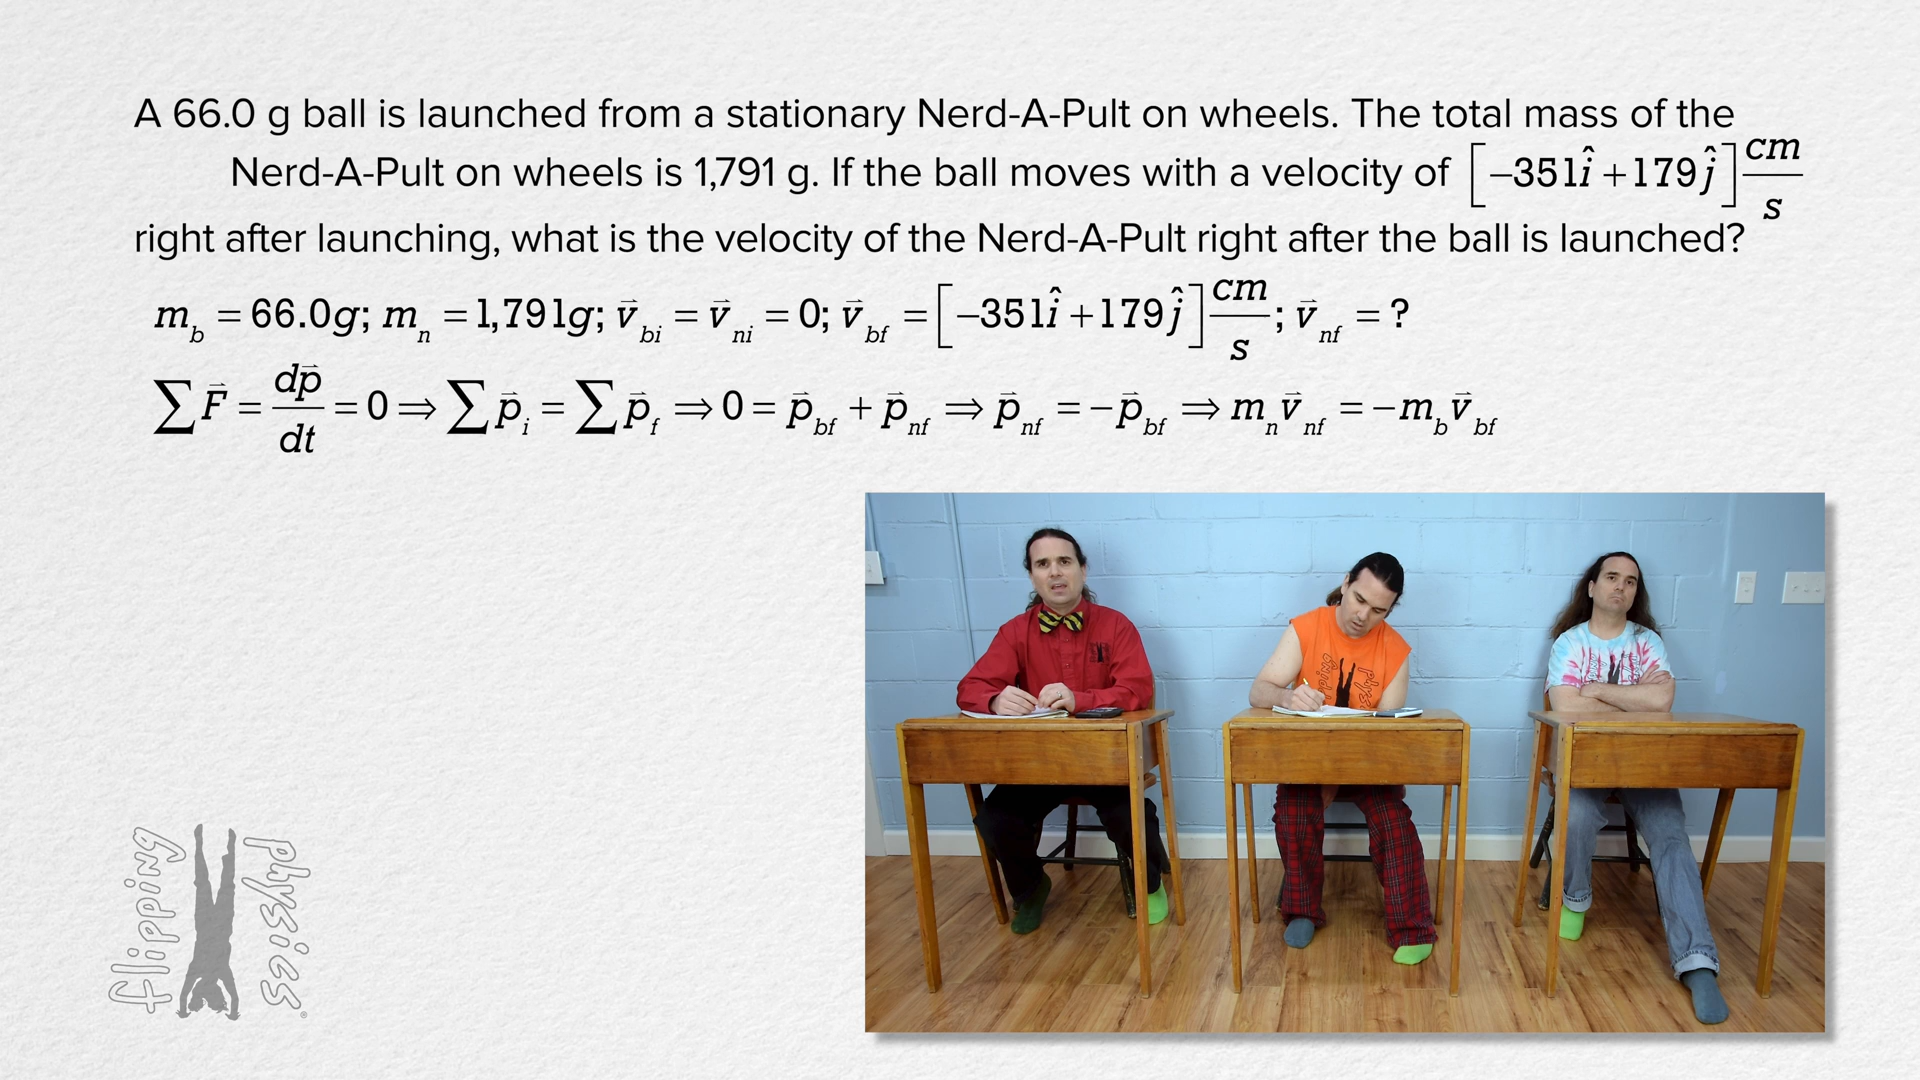 A 66.0 g ball is launched from a stationary Nerd-A-Pult on wheels. The total mass of the
Nerd-A-Pult on wheels is 1,791 g. If the ball moves with a velocity of [−351î + 179ĵ] cm/s
right after launching, what is the velocity of the Nerd-A-Pult right after the ball is launched?
m_b = 66.0g; m_n = 1,791g; v⃗_bi = v⃗_ni = 0; v⃗_bf = [−351î + 179ĵ] cm/s; v⃗_nf = ?
∑F⃗ = dp⃗/dt = 0 ⇒ ∑p⃗_i = ∑p⃗_f ⇒ 0 = p⃗_bf + p⃗_nf ⇒ p⃗_nf = −p⃗_bf ⇒ m_n v⃗_nf = −m_b v⃗_bf
flipping physics ®